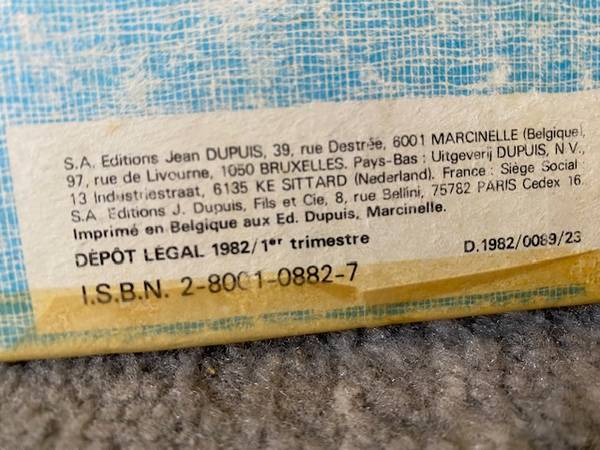 S.A. Editions Jean DUPUIS, 39, rue Destrée, 6001 MARCINELLE (Belgique),
97, rue de Livourne, 1050 BRUXELLES. Pays-Bas : Uitgeverij DUPUIS, N.V.,
13 Industriestraat, 6135 KE SITTARD (Nederland). France : Siège Social :
S.A. Editions J. Dupuis, Fils et Cie, 8, rue Bellini, 75782 PARIS Cedex 16.
Imprimé en Belgique aux Ed. Dupuis, Marcinelle.
DÉPÔT LÉGAL 1982/1er trimestre D.1982/0089/23
I.S.B.N. 2-8001-0882-7